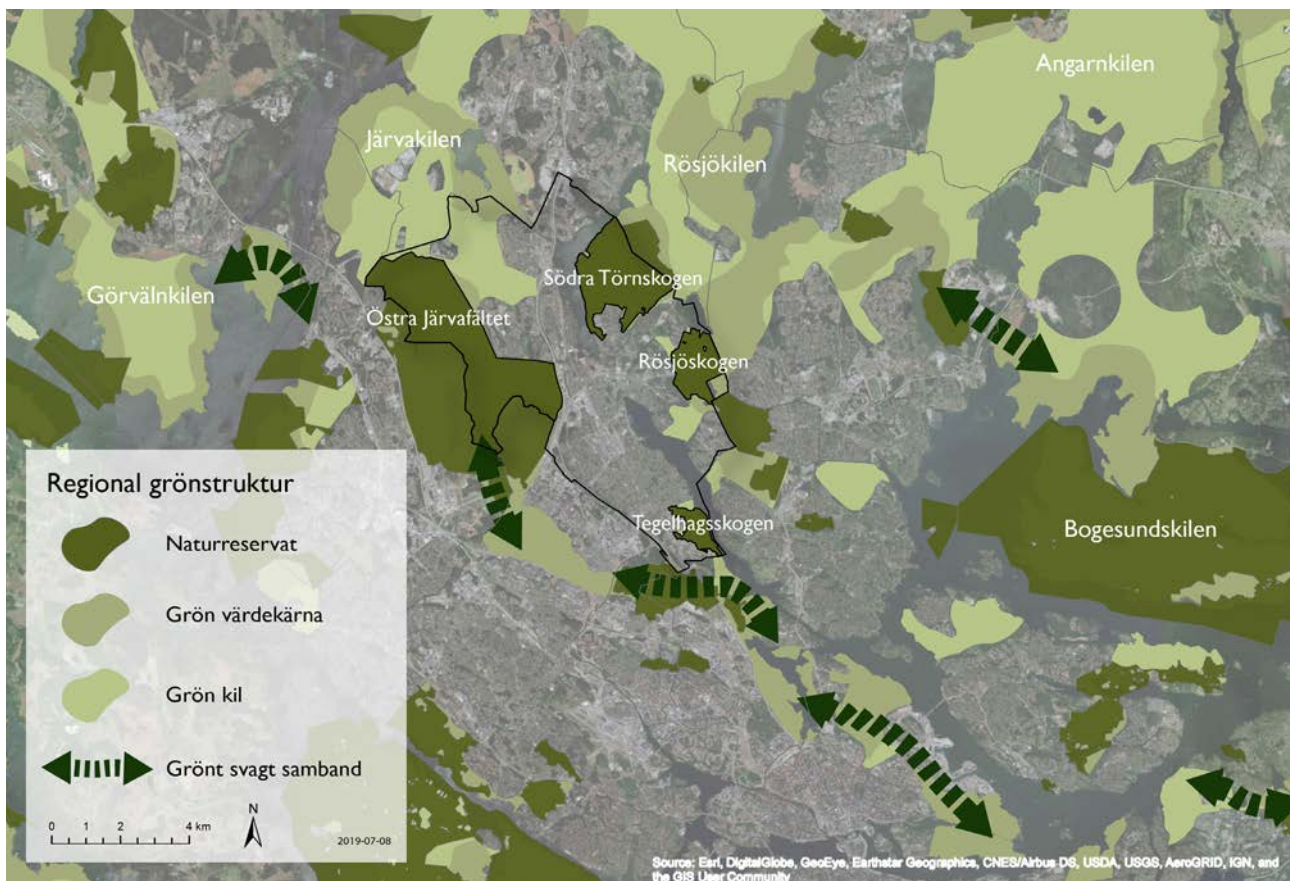 Angarnkilen
Järvakilen
Rösjökilen
Södra Törnskogen
Görvälnkilen
Östra Järvafältet
Rösjöskogen
Tegelhagsskogen
Bogesundskilen
Regional grönstruktur
Naturreservat
Grön värdekärna
Grön kil
Grönt svagt samband
N
0 1 2 4 km
2019-07-08
Source: Esri, DigitalGlobe, GeoEye, Earthstar Geographics, CNES/Airbus DS, USDA, USGS, AeroGRID, IGN, and
the GIS User Community